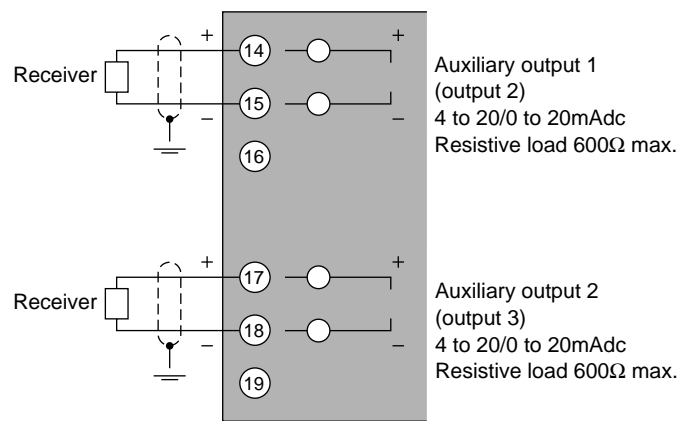 + +
14
Receiver
Auxiliary output 1
(output 2)
4 to 20/0 to 20mAdc
Resistive load 600Ω max.
15
– –
16
+ +
17
Receiver
Auxiliary output 2
(output 3)
4 to 20/0 to 20mAdc
Resistive load 600Ω max.
18
– –
19